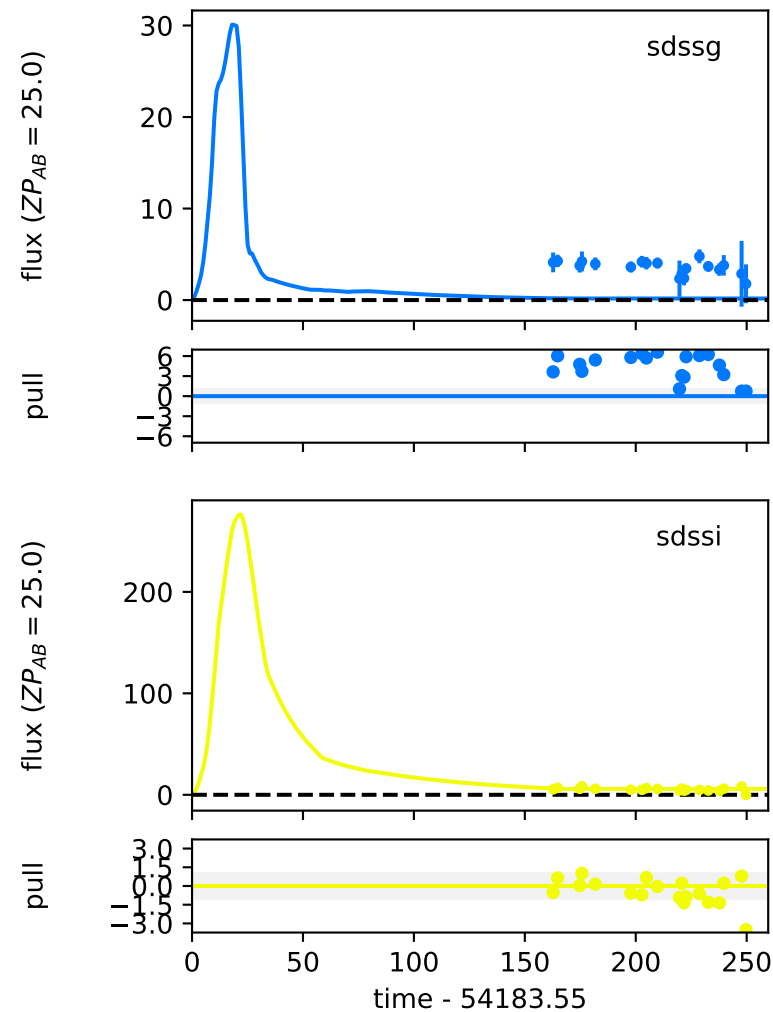 sdssg
flux (ZP_AB = 25.0)
30
20
10
0
pull
6
3
0
−3
−6
sdssi
flux (ZP_AB = 25.0)
200
100
0
pull
3.0
1.5
0.0
−1.5
−3.0
0 50 100 150 200 250
time - 54183.55